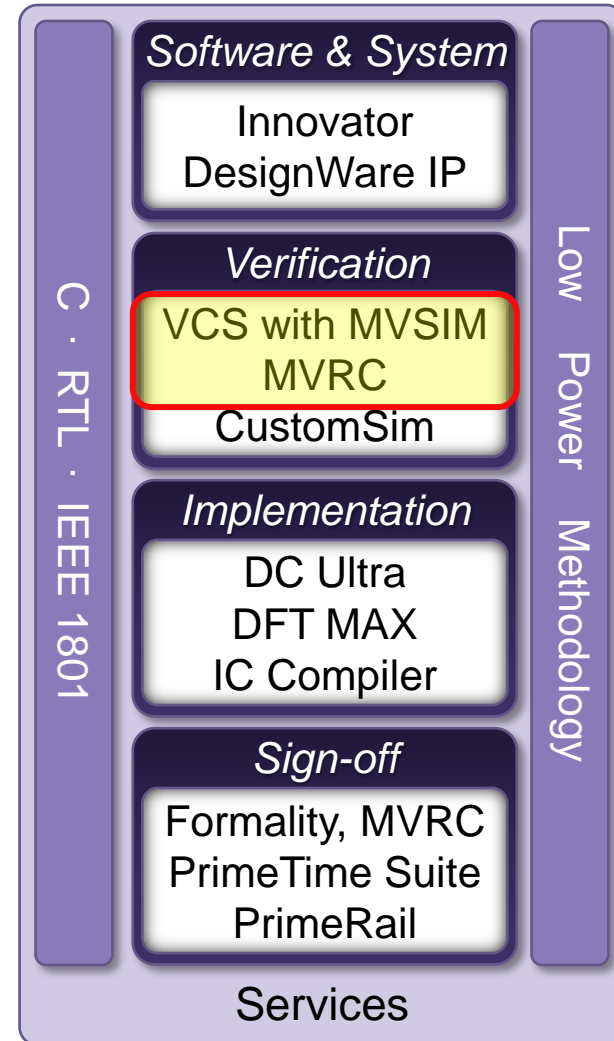 C · RTL · IEEE 1801
Software & System
Innovator
DesignWare IP
Verification
VCS with MVSIM
MVRC
CustomSim
Implementation
DC Ultra
DFT MAX
IC Compiler
Sign-off
Formality, MVRC
PrimeTime Suite
PrimeRail
Low Power Methodology
Services